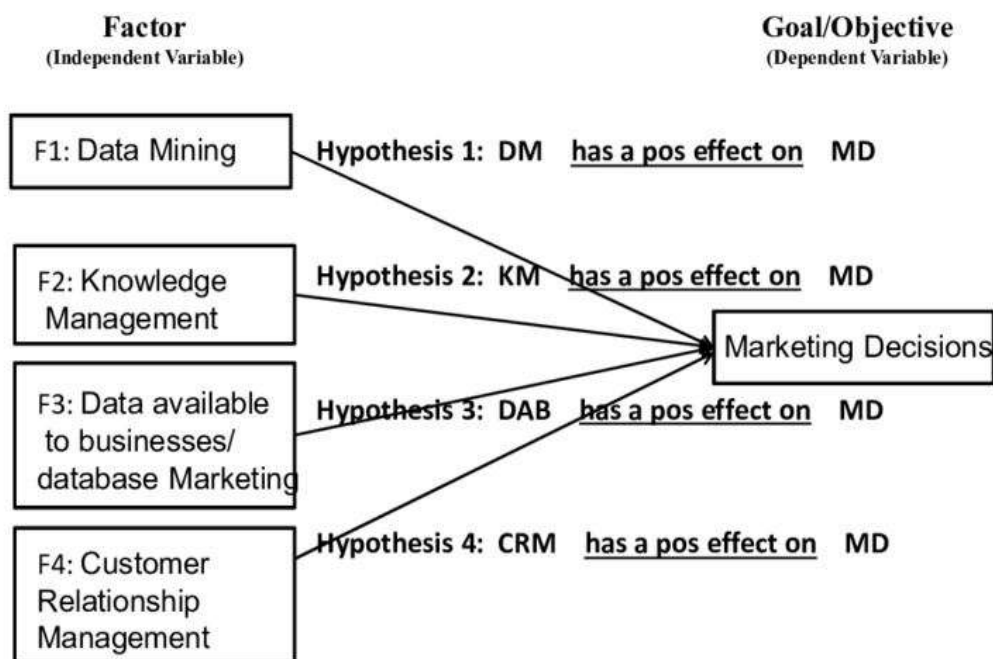 Factor
(Independent Variable)
Goal/Objective
(Dependent Variable)
F1: Data Mining
Hypothesis 1: DM has a pos effect on MD
F2: Knowledge
Management
Hypothesis 2: KM has a pos effect on MD
Marketing Decisions
F3: Data available
to businesses/
database Marketing
Hypothesis 3: DAB has a pos effect on MD
F4: Customer
Relationship
Management
Hypothesis 4: CRM has a pos effect on MD